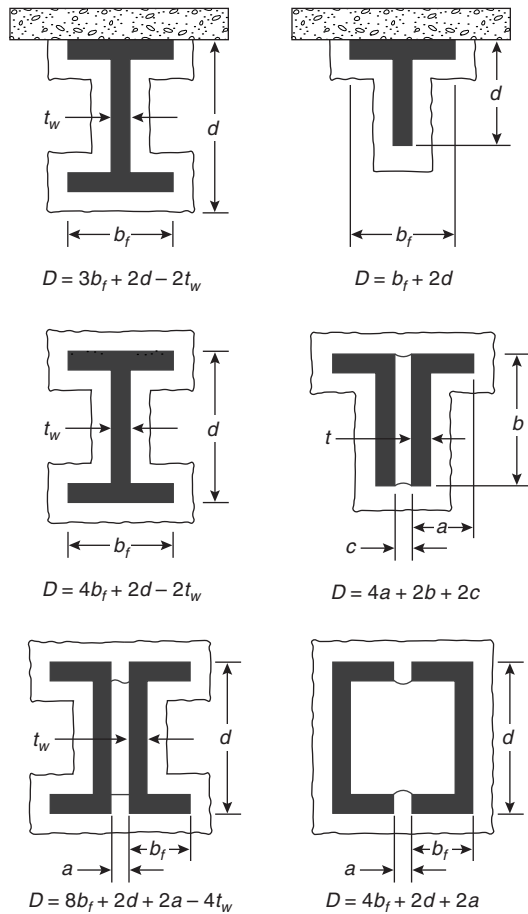 t_w
d
b_f
D = 3b_f + 2d – 2t_w
d
b_f
D = b_f + 2d
t_w
d
b_f
D = 4b_f + 2d – 2t_w
t
b
a
c
D = 4a + 2b + 2c
t_w
d
b_f
a
D = 8b_f + 2d + 2a – 4t_w
d
b_f
a
D = 4b_f + 2d + 2a